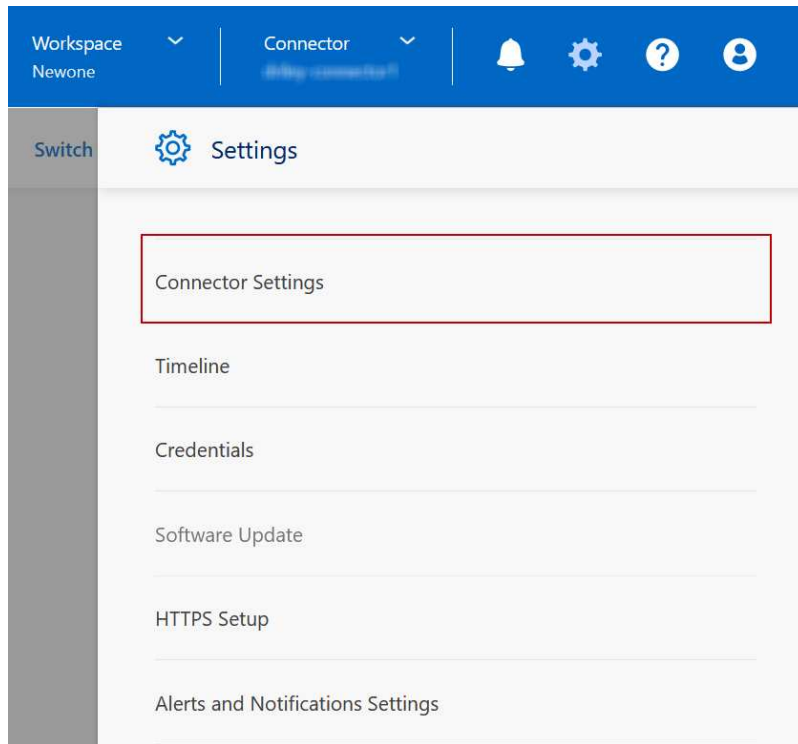 Workspace
Newone
Connector
Switch
Settings
Connector Settings
Timeline
Credentials
Software Update
HTTPS Setup
Alerts and Notifications Settings